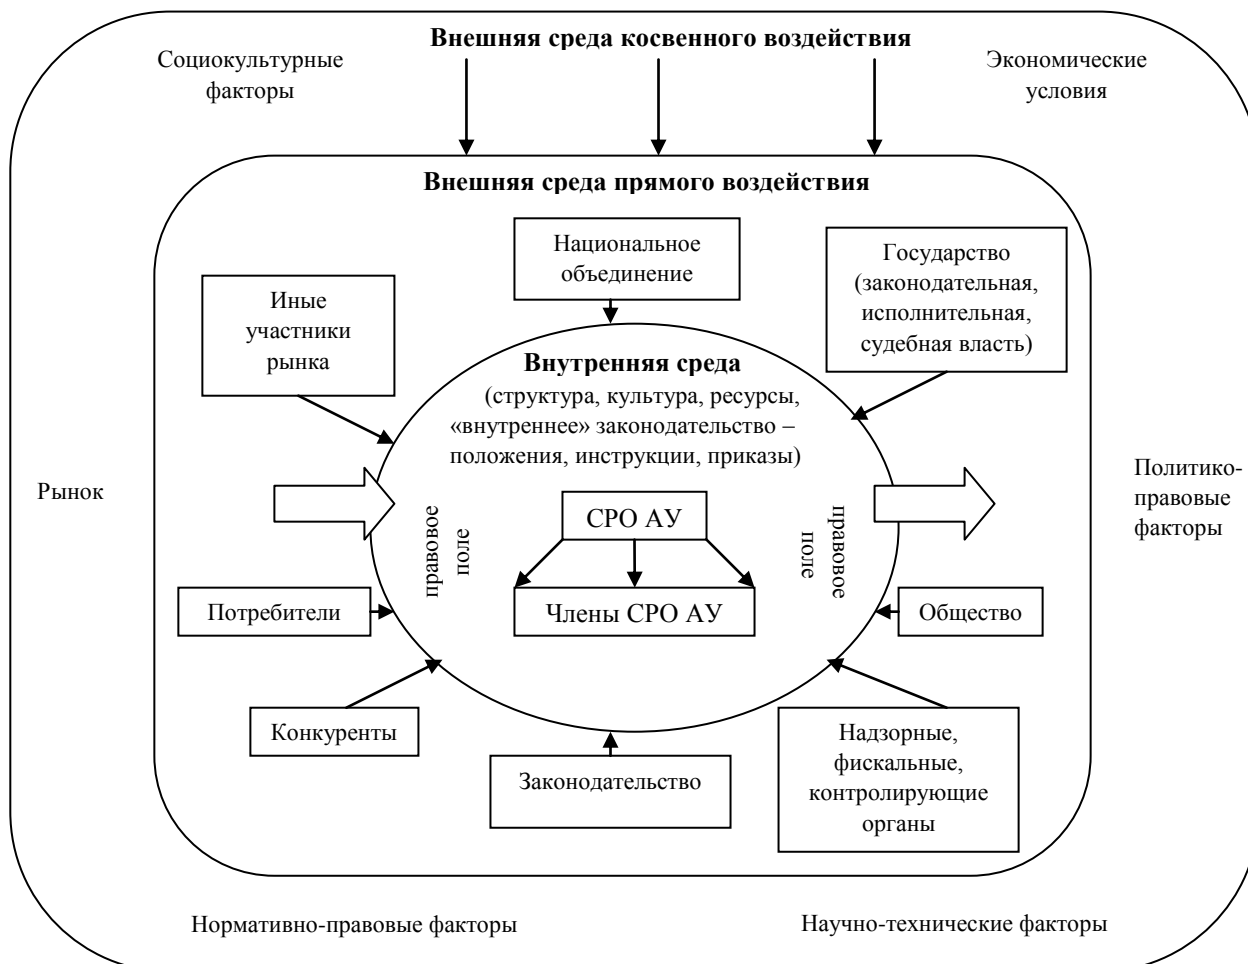 Внешняя среда косвенного воздействия
Социокультурные
факторы
Экономические
условия
Внешняя среда прямого воздействия
Национальное
объединение
Государство
(законодательная,
исполнительная,
судебная власть)
Иные
участники
рынка
Внутренняя среда
(структура, культура, ресурсы,
«внутреннее» законодательство –
положения, инструкции, приказы)
Рынок
Политико-
правовые
факторы
правовое
поле
СРО АУ
правовое
поле
Потребители
Члены СРО АУ
Общество
Конкуренты
Законодательство
Надзорные,
фискальные,
контролирующие
органы
Нормативно-правовые факторы
Научно-технические факторы